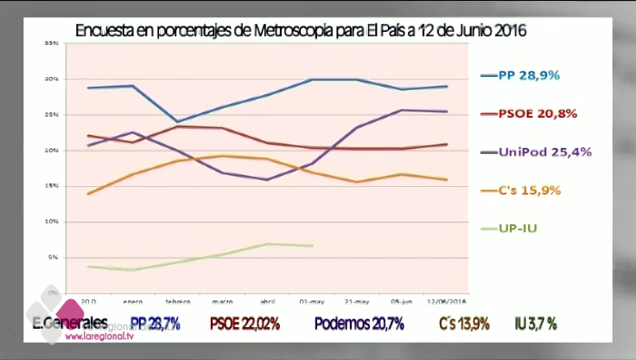 Encuesta en porcentajes de Metroscopia para El País a 12 de Junio 2016
35%
30%
25%
20%
15%
10%
5%
0%
PP 28,9%
PSOE 20,8%
UniPod 25,4%
C's 15,9%
UP-IU
20 D enero febrero marzo abril 01-may 21-may 05-jun 12/06/2016
E.Generales PP 28,7% PSOE 22,02% Podemos 20,7% C´s 13,9% IU 3,7 %
www.laregional.tv